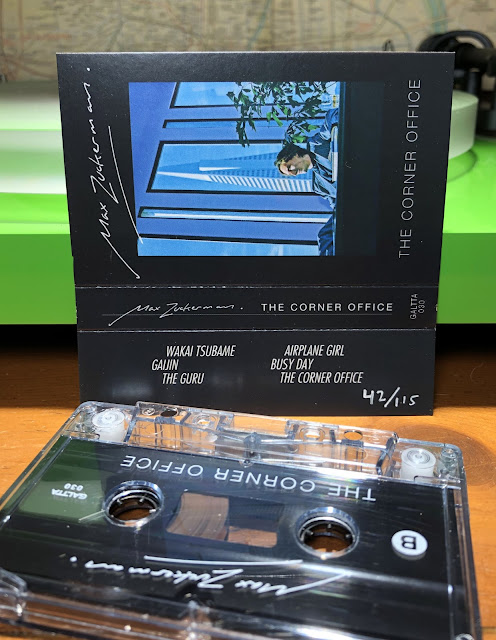 Max Zuckerman.
THE CORNER OFFICE
Max Zuckerman. THE CORNER OFFICE GALTTA 030
WAKAI TSUBAME
GAIJIN
THE GURU
AIRPLANE GIRL
BUSY DAY
THE CORNER OFFICE
42/115
THE CORNER OFFICE
GALTTA
030
B
Max Zuckerman.